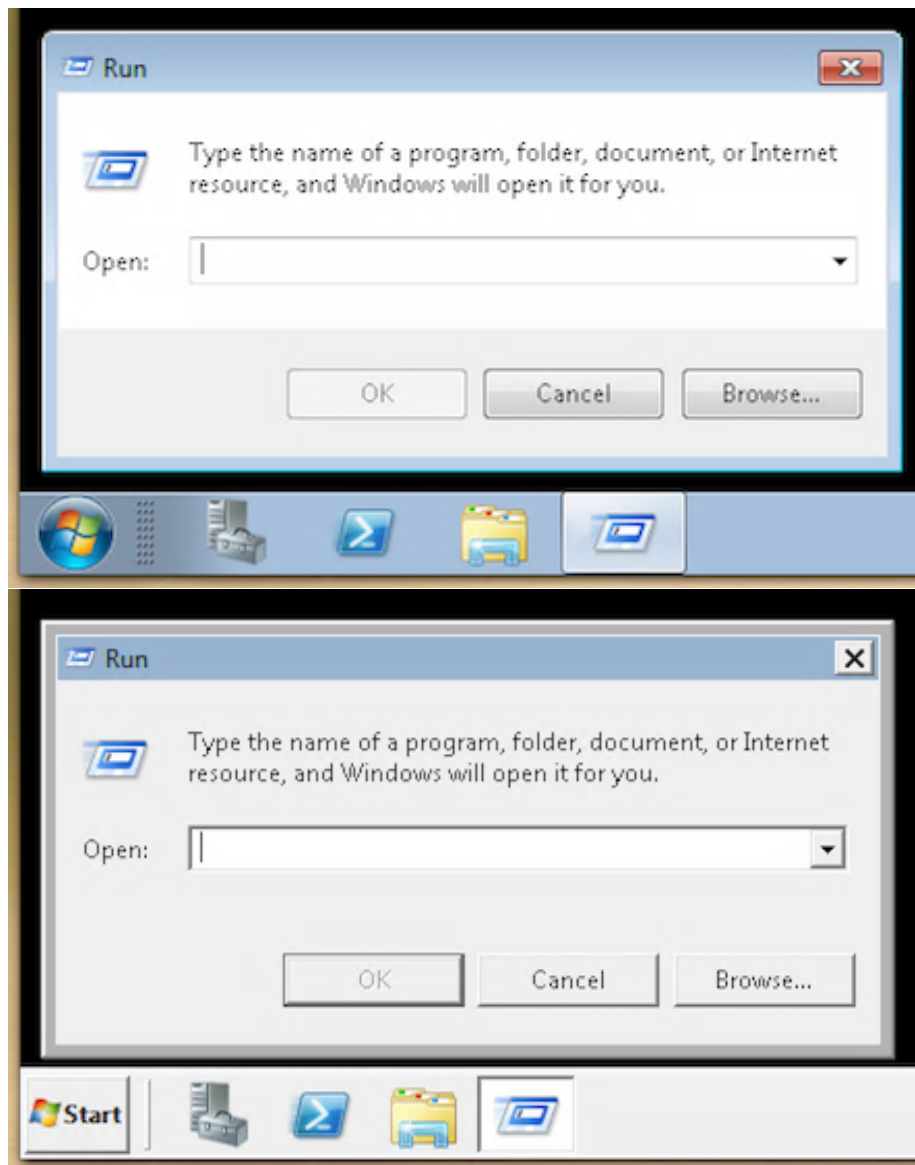 Run
Type the name of a program, folder, document, or Internet
resource, and Windows will open it for you.
Open:
OK Cancel Browse...
Run
Type the name of a program, folder, document, or Internet
resource, and Windows will open it for you.
Open:
OK Cancel Browse...
Start